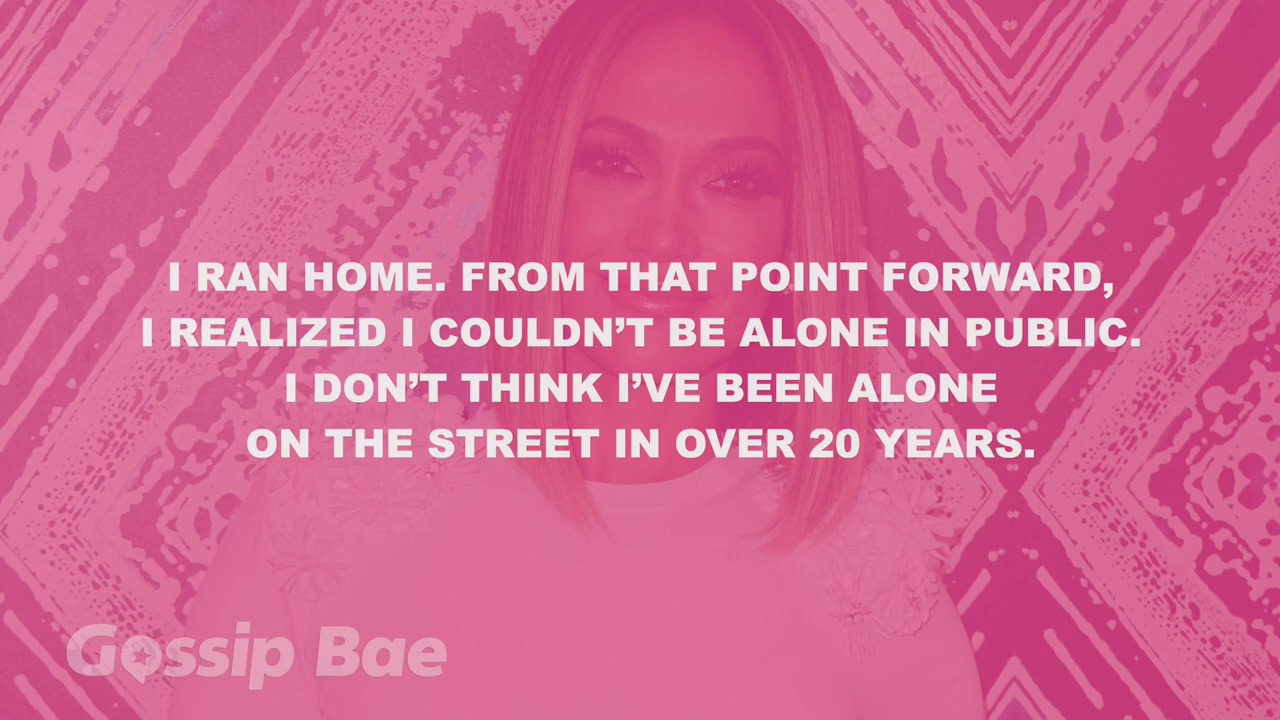 I RAN HOME. FROM THAT POINT FORWARD,
I REALIZED I COULDN’T BE ALONE IN PUBLIC.
I DON’T THINK I’VE BEEN ALONE
ON THE STREET IN OVER 20 YEARS.
Gossip Bae